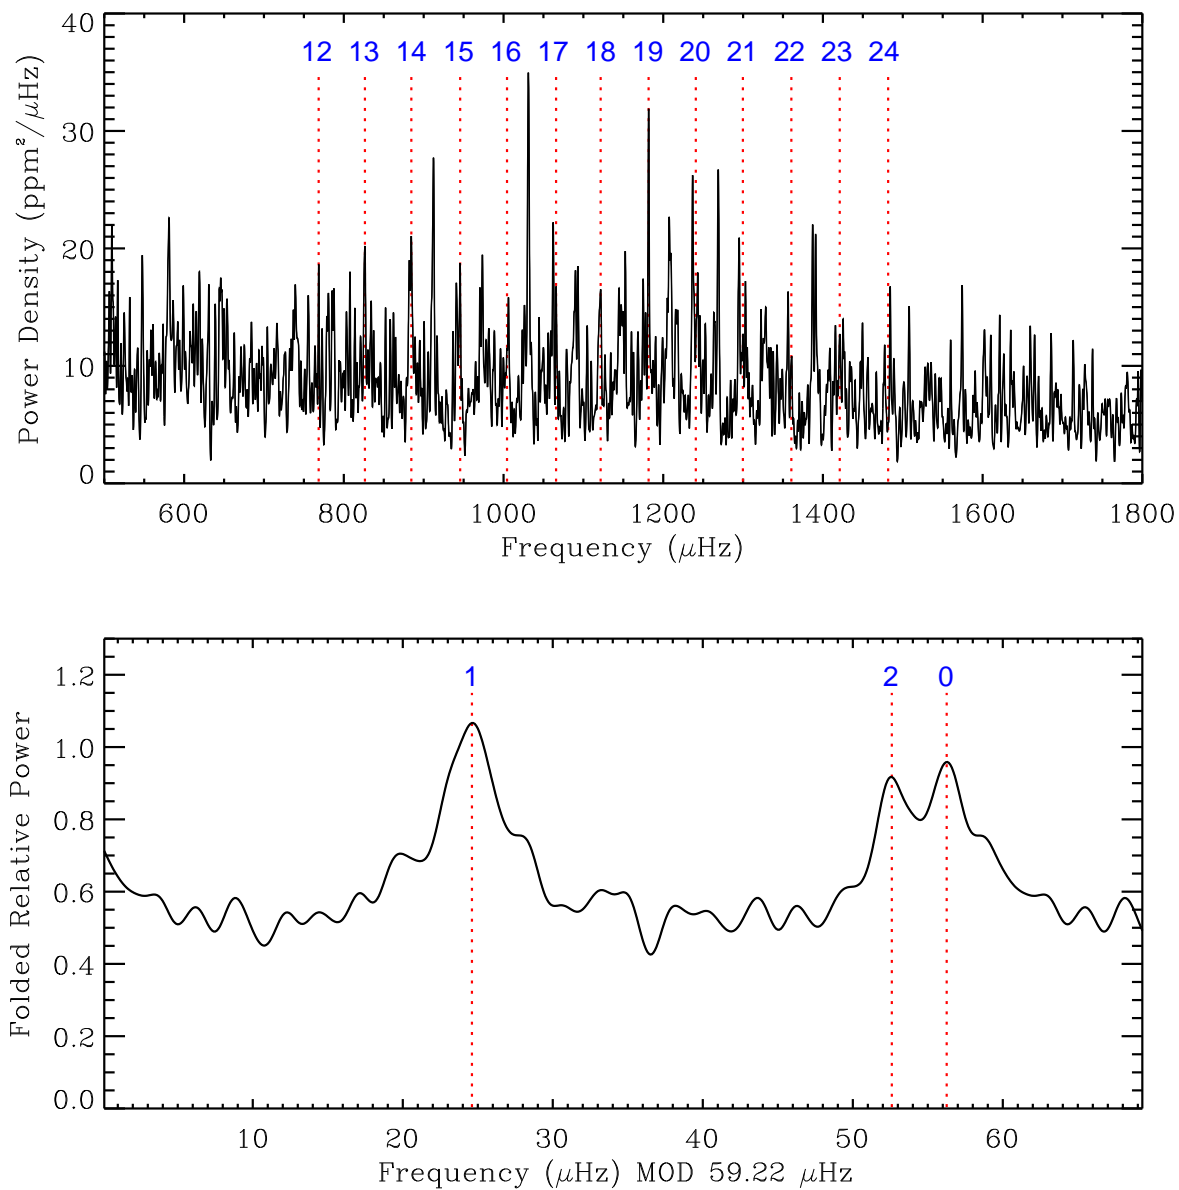 40
12 13 14 15 16 17 18 19 20 21 22 23 24
30
20
10
0
Power Density (ppm²/μHz)
600 800 1000 1200 1400 1600 1800
Frequency (μHz)
1.2
1 2 0
1.0
0.8
0.6
0.4
0.2
0.0
Folded Relative Power
10 20 30 40 50 60
Frequency (μHz) MOD 59.22 μHz